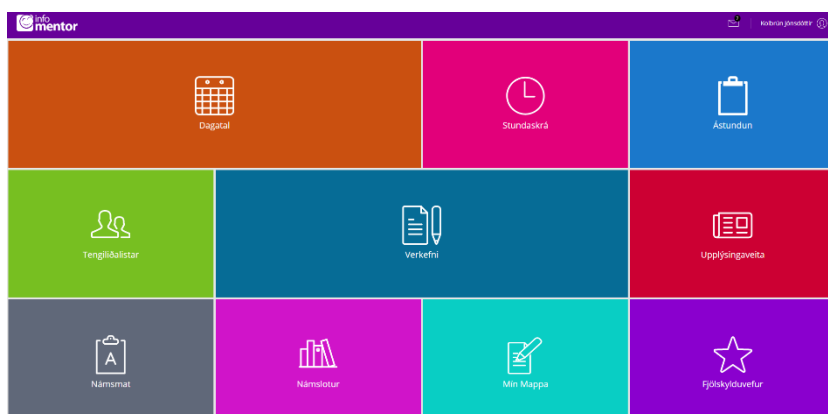 info
mentor
Kolbrún Jónsdóttir
Dagatal
Stundaskrá
Ástundun
Tengiliðalistar
Verkefni
Upplýsingaveita
A
Námsmat
Námslotur
Mín Mappa
Fjölskylduvefur